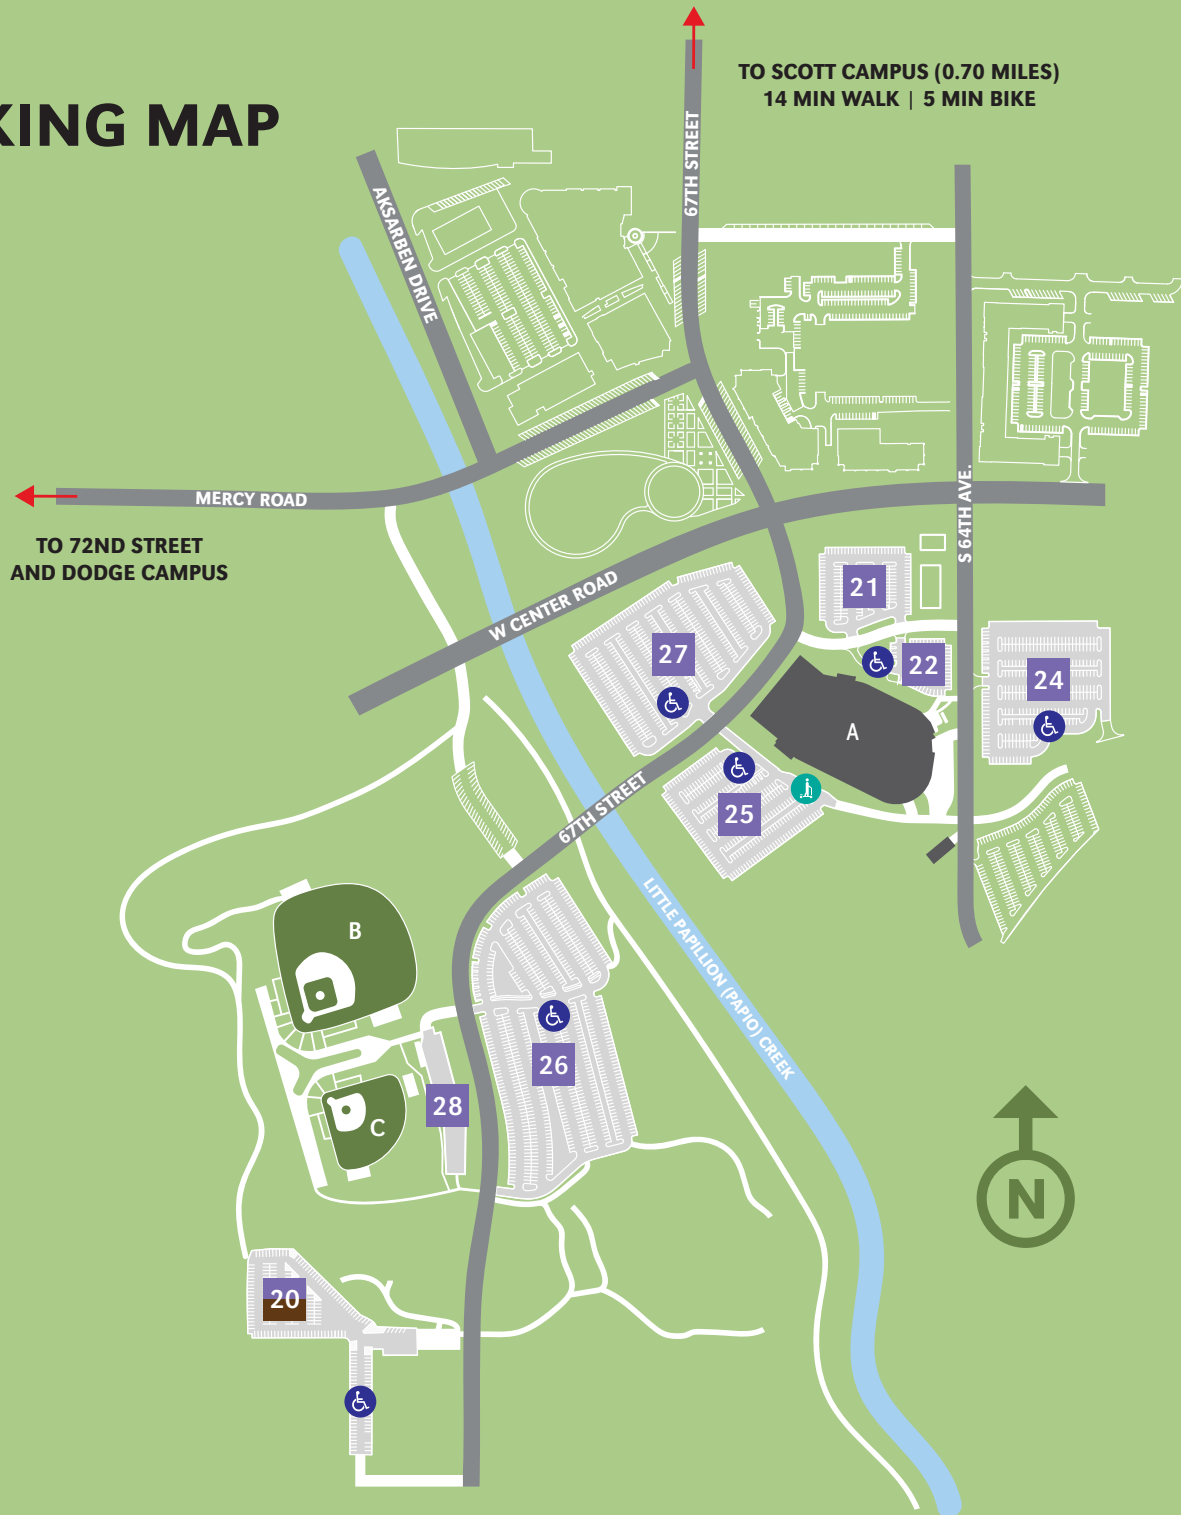 KING MAP
TO SCOTT CAMPUS (0.70 MILES)
14 MIN WALK | 5 MIN BIKE
67TH STREET
AKSARBEN DRIVE
MERCY ROAD
TO 72ND STREET
AND DODGE CAMPUS
S 64TH AVE.
W CENTER ROAD
21
27
22
24
A
25
67TH STREET
LITTLE PAPILLION (PAPIO) CREEK
B
26
28
C
N
20